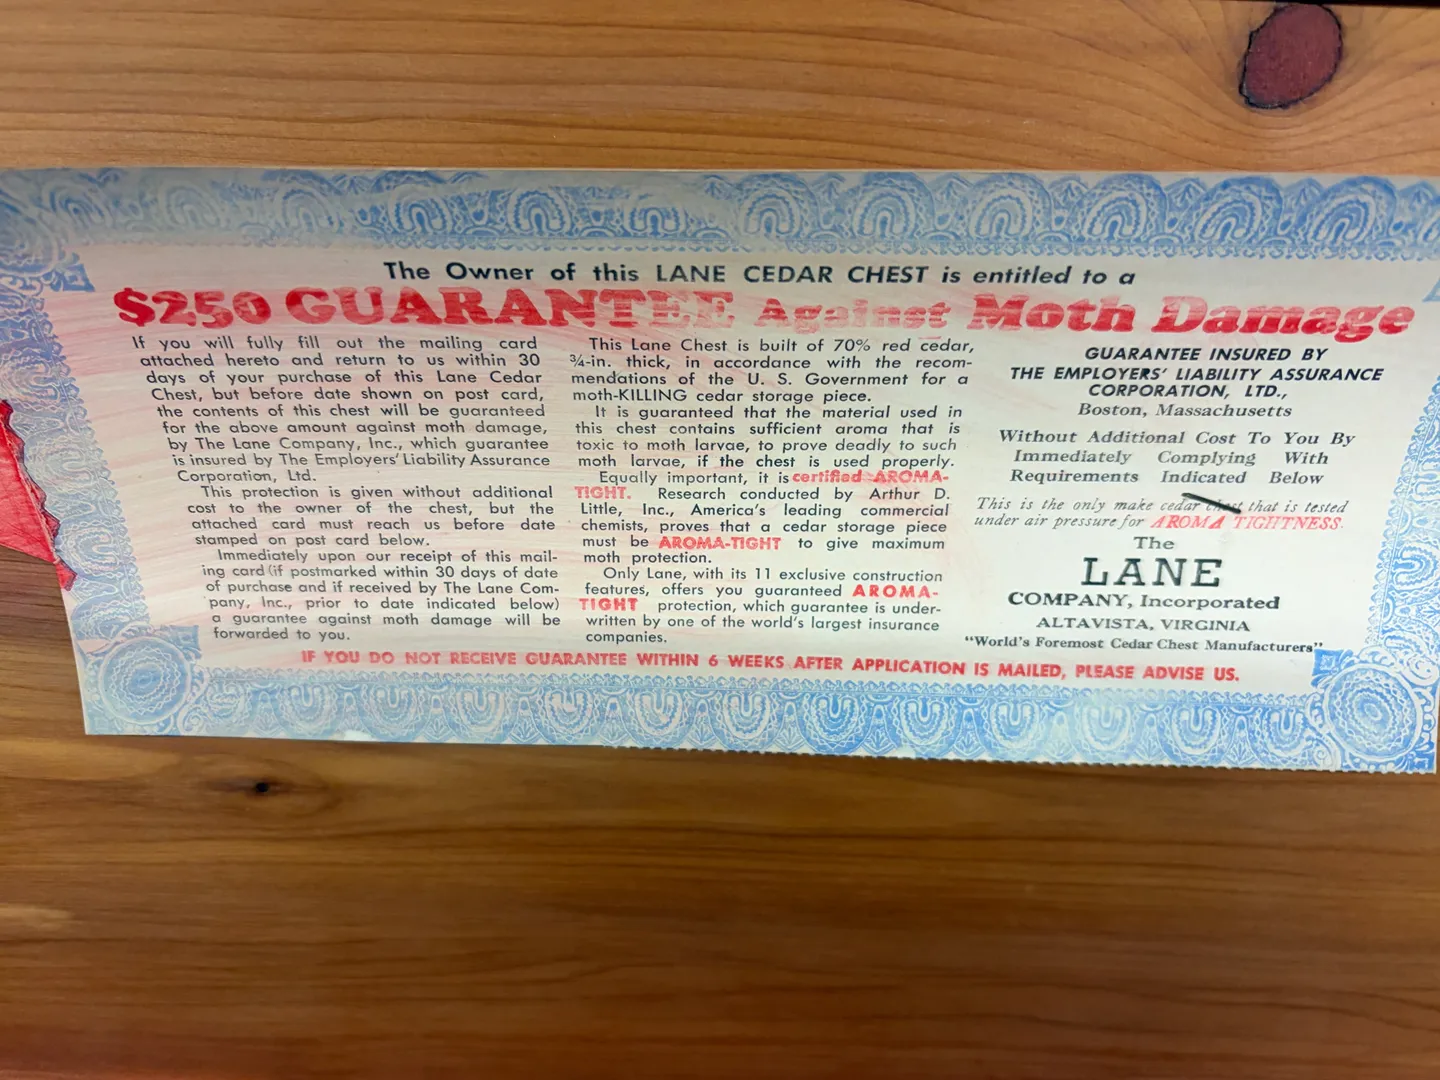 The Owner of this LANE CEDAR CHEST is entitled to a
$250 GUARANTEE Against Moth Damage
If you will fully fill out the mailing card
attached hereto and return to us within 30
days of your purchase of this Lane Cedar
Chest, but before date shown on post card,
the contents of this chest will be guaranteed
for the above amount against moth damage,
by The Lane Company, Inc., which guarantee
is insured by The Employers' Liability Assurance
Corporation, Ltd.
This protection is given without additional
cost to the owner of the chest, but the
attached card must reach us before date
stamped on post card below.
Immediately upon our receipt of this mail-
ing card (if postmarked within 30 days of date
of purchase and if received by The Lane Com-
pany, Inc., prior to date indicated below)
a guarantee against moth damage will be
forwarded to you.
This Lane Chest is built of 70% red cedar,
¾-in. thick, in accordance with the recom-
mendations of the U. S. Government for a
moth-KILLING cedar storage piece.
It is guaranteed that the material used in
this chest contains sufficient aroma that is
toxic to moth larvae, to prove deadly to such
moth larvae, if the chest is used properly.
Equally important, it is certified AROMA-
TIGHT. Research conducted by Arthur D.
Little, Inc., America's leading commercial
chemists, proves that a cedar storage piece
must be AROMA-TIGHT to give maximum
moth protection.
Only Lane, with its 11 exclusive construction
features, offers you guaranteed AROMA-
TIGHT protection, which guarantee is under-
written by one of the world's largest insurance
companies.
GUARANTEE INSURED BY
THE EMPLOYERS' LIABILITY ASSURANCE
CORPORATION, LTD.,
Boston, Massachusetts
Without Additional Cost To You By
Immediately Complying With
Requirements Indicated Below
This is the only make cedar chest that is tested
under air pressure for AROMA TIGHTNESS.
The
LANE
COMPANY, Incorporated
ALTAVISTA, VIRGINIA
"World's Foremost Cedar Chest Manufacturers"
IF YOU DO NOT RECEIVE GUARANTEE WITHIN 6 WEEKS AFTER APPLICATION IS MAILED, PLEASE ADVISE US.